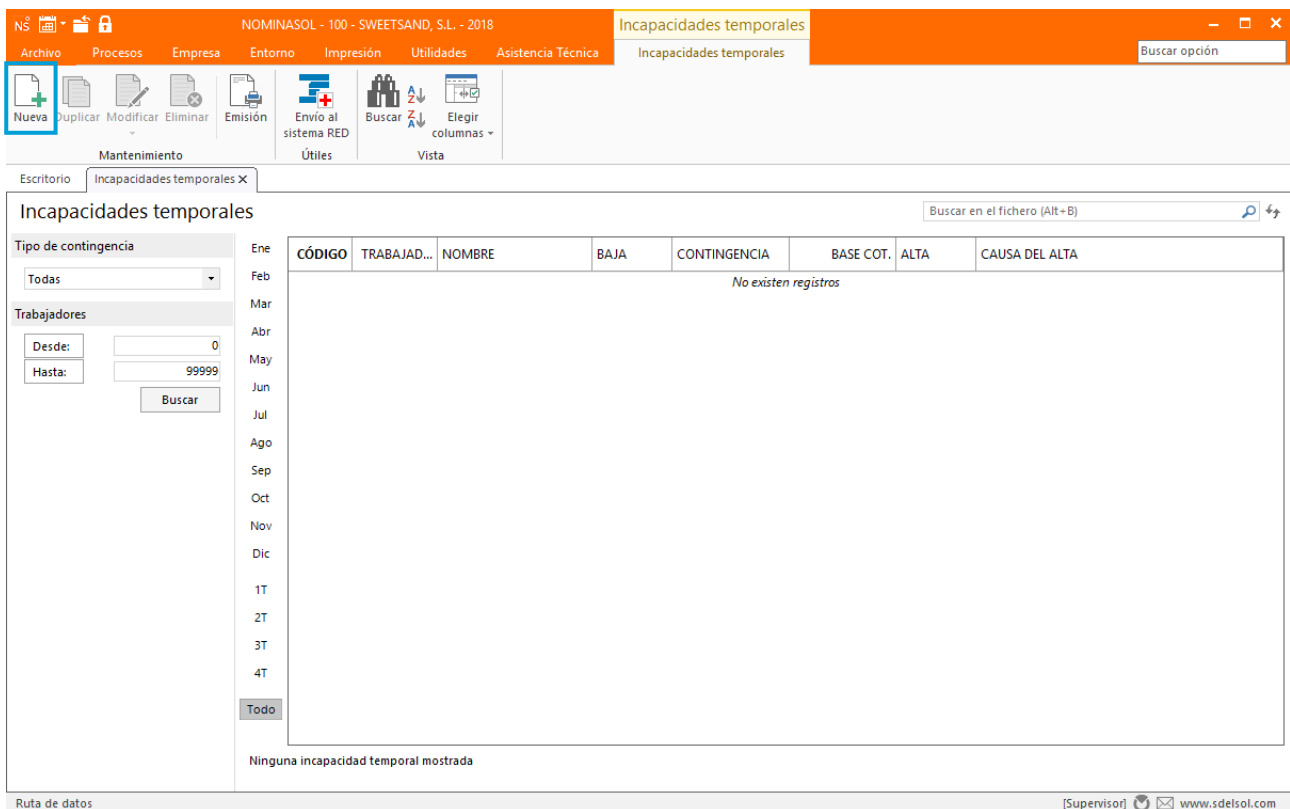 NS NOMINASOL - 100 - SWEETSAND, S.L. - 2018 Incapacidades temporales
Archivo Procesos Empresa Entorno Impresión Utilidades Asistencia Técnica Incapacidades temporales Buscar opción
Nueva Duplicar Modificar Eliminar Emisión Envío al sistema RED Buscar Elegir columnas
Mantenimiento Útiles Vista
Escritorio Incapacidades temporales
Incapacidades temporales Buscar en el fichero (Alt+B)
Tipo de contingencia
Todas
Trabajadores
Desde: 0
Hasta: 99999
Buscar
Ene
Feb
Mar
Abr
May
Jun
Jul
Ago
Sep
Oct
Nov
Dic
1T
2T
3T
4T
Todo
CÓDIGO TRABAJAD... NOMBRE BAJA CONTINGENCIA BASE COT. ALTA CAUSA DEL ALTA
No existen registros
Ninguna incapacidad temporal mostrada
Ruta de datos [Supervisor] www.sdelsol.com